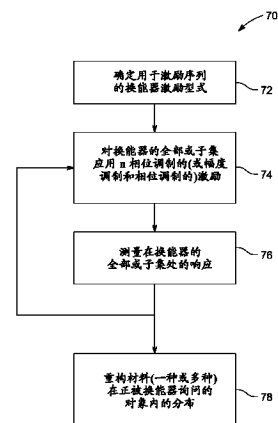 70
确定用于激励序列
的换能器激励型式
72
对换能器的全部或子集
应用 n 相位调制的(或幅度
调制和相位调制的)激励
74
测量在换能器的
全部或子集处的响应
76
重构材料(一种或多种)
在正被换能器询问的
对象内的分布
78